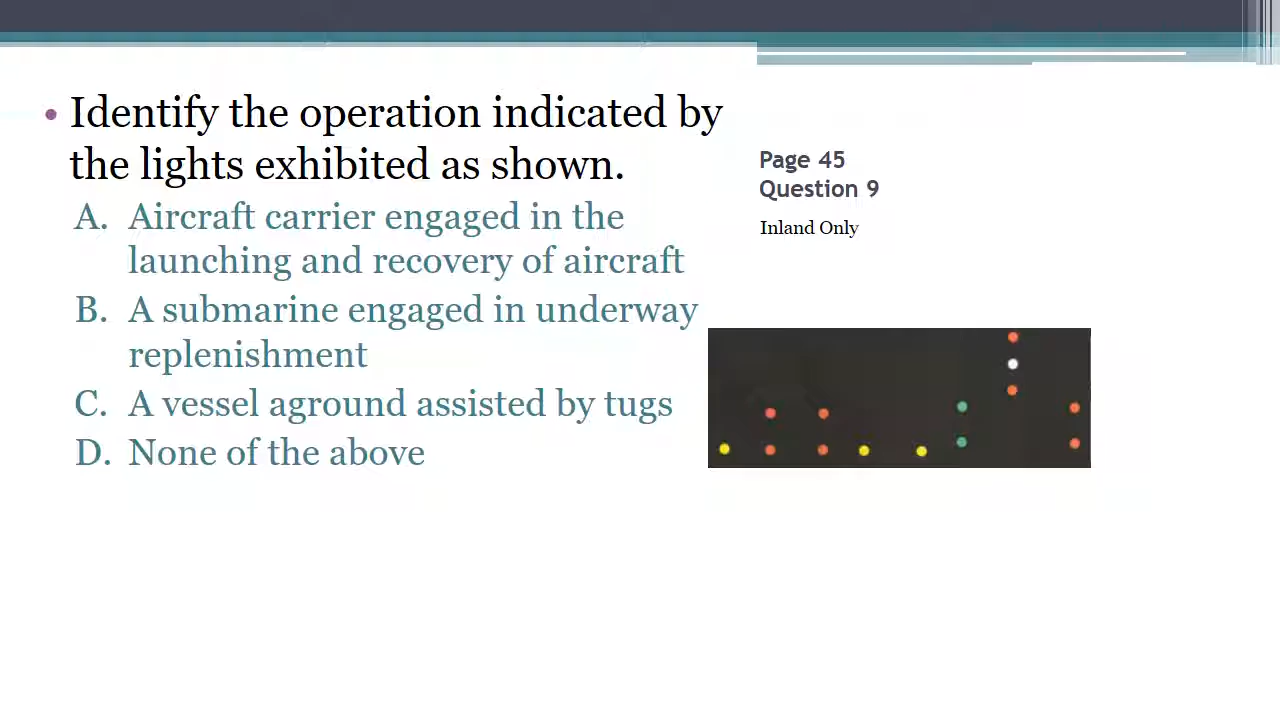 • Identify the operation indicated by
the lights exhibited as shown.
A. Aircraft carrier engaged in the
launching and recovery of aircraft
B. A submarine engaged in underway
replenishment
C. A vessel aground assisted by tugs
D. None of the above
Page 45
Question 9
Inland Only